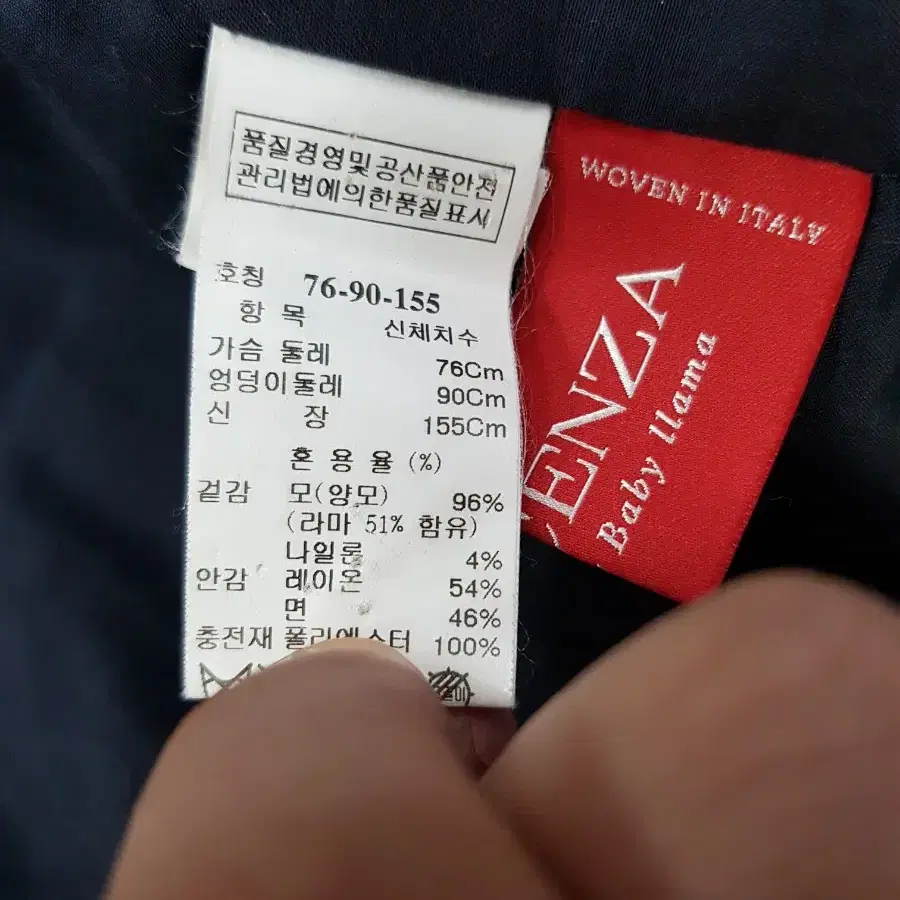 품질경영및공산품안전
관리법에의한품질표시
호칭 76-90-155
항 목 신체치수
가슴 둘레 76Cm
엉덩이둘레 90Cm
신 장 155Cm
혼 용 율 (%)
겉감 모(양모) 96%
(라마 51% 함유)
나일론 4%
안감 레이온 54%
면 46%
충전재 폴리에스터 100%
WOVEN IN ITALY
ENZA
Baby llama